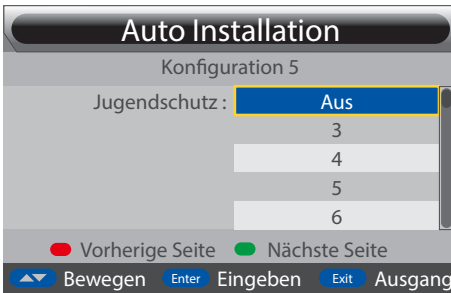 Auto Installation
Konfiguration 5
Jugendschutz : Aus
3
4
5
6
Vorherige Seite Nächste Seite
Bewegen Enter Eingeben Exit Ausgang